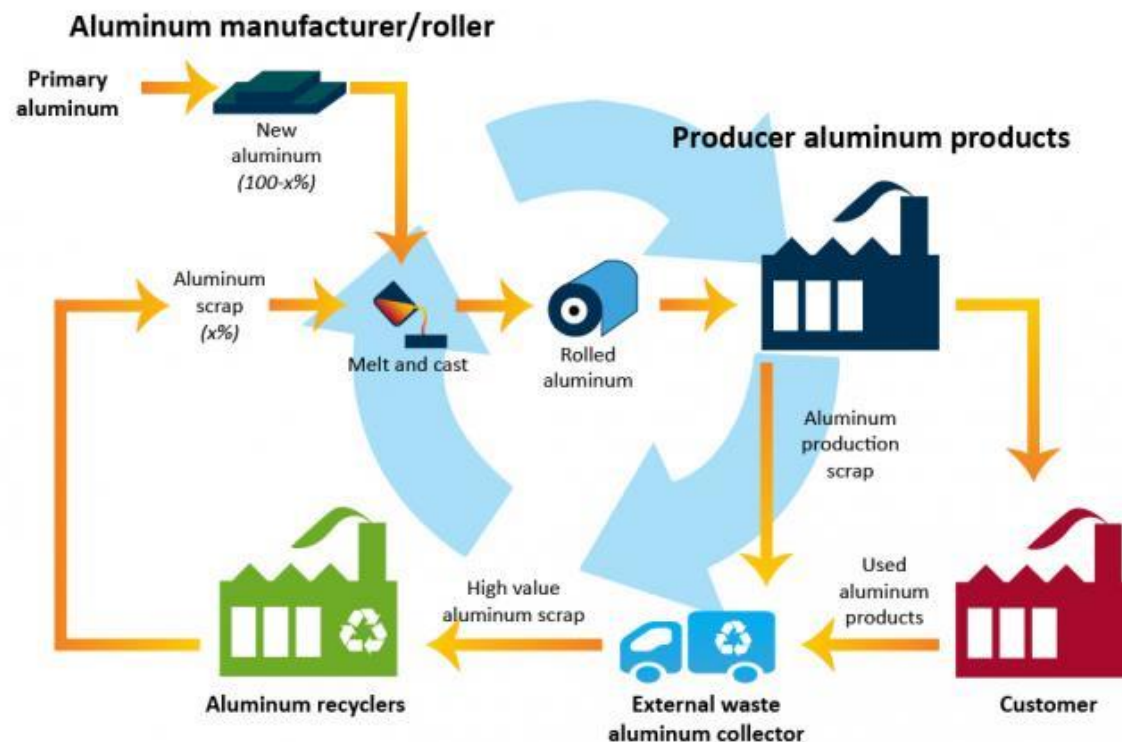 Aluminum manufacturer/roller
Primary
aluminum
New
aluminum
(100-x%)
Producer aluminum products
Aluminum
scrap
(x%)
Melt and cast
Rolled
aluminum
Aluminum
production
scrap
High value
aluminum scrap
Used
aluminum
products
Aluminum recyclers
External waste
aluminum collector
Customer